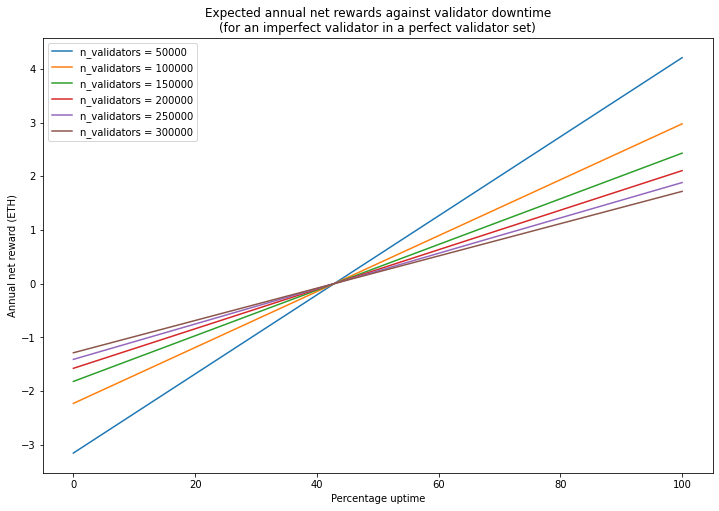 Expected annual net rewards against validator downtime
(for an imperfect validator in a perfect validator set)
n_validators = 50000
n_validators = 100000
n_validators = 150000
n_validators = 200000
n_validators = 250000
n_validators = 300000
4
3
2
1
0
−1
−2
−3
Annual net reward (ETH)
0 20 40 60 80 100
Percentage uptime